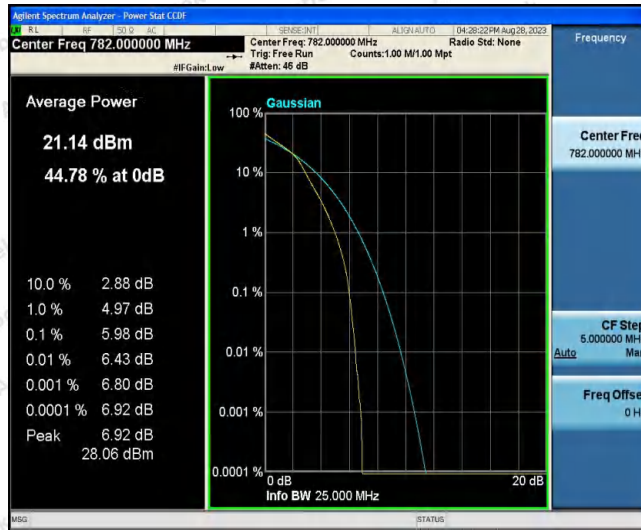 Agilent Spectrum Analyzer - Power Stat CCDF
RL RF 50 Ω AC SENSE:INT ALIGN AUTO 04:28:22 PM Aug 28, 2023
Center Freq 782.000000 MHz
Center Freq: 782.000000 MHz Radio Std: None
Trig: Free Run Counts:1.00 M/1.00 Mpt
#IFGain:Low #Atten: 46 dB
Frequency
Average Power
21.14 dBm
44.78 % at 0dB
10.0 % 2.88 dB
1.0 % 4.97 dB
0.1 % 5.98 dB
0.01 % 6.43 dB
0.001 % 6.80 dB
0.0001 % 6.92 dB
Peak 6.92 dB
28.06 dBm
Gaussian
100 %
10 %
1 %
0.1 %
0.01 %
0.001 %
0.0001 %
0 dB 20 dB
Info BW 25.000 MHz
Center Fre
782.000000 MH
CF Ste
5.000000 MH
Auto Ma
Freq Offse
0 H
MSG STATUS